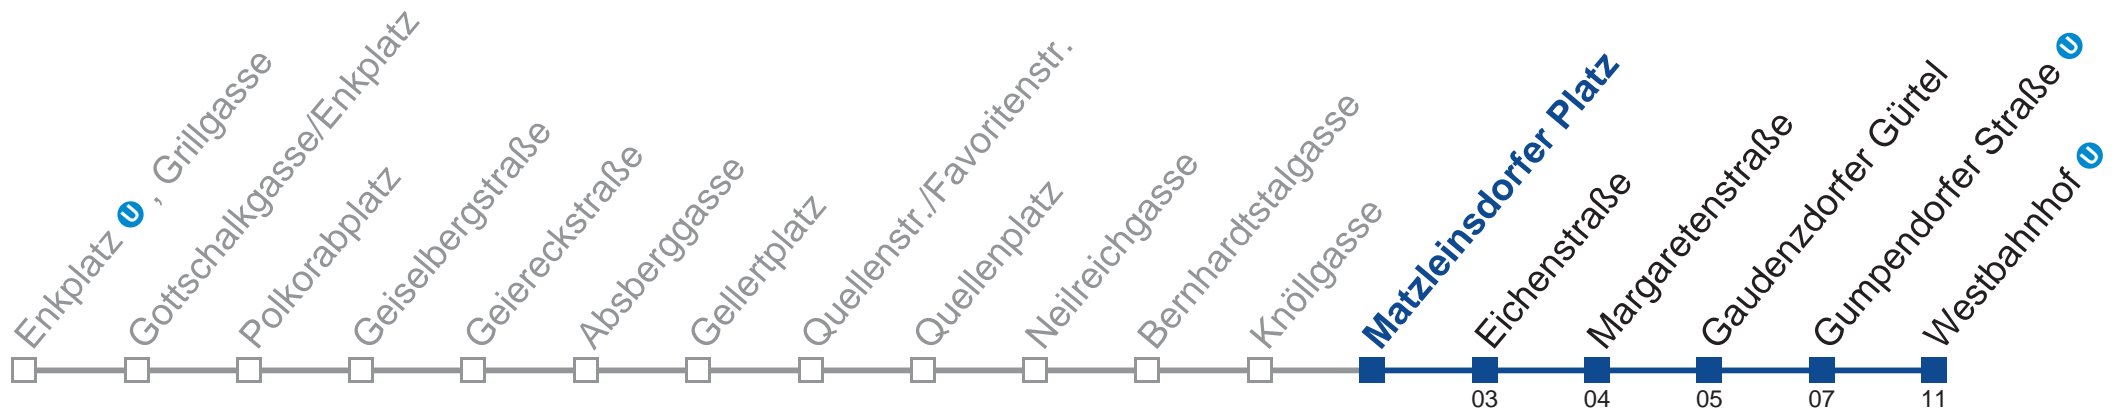 Enkplatz U , Grillgasse
Gottschalkgasse/Enkplatz
Polkorabplatz
Geiselbergstraße
Geiereckstraße
Absberggasse
Gellertplatz
Quellenstr./Favoritenstr.
Quellenplatz
Neilreichgasse
Bernhardtstalgasse
Knöllgasse
Matzleinsdorfer Platz
Eichenstraße
Margaretenstraße
Gaudenzdorfer Gürtel
Gumpendorfer Straße U
Westbahnhof U
03
04
05
07
11